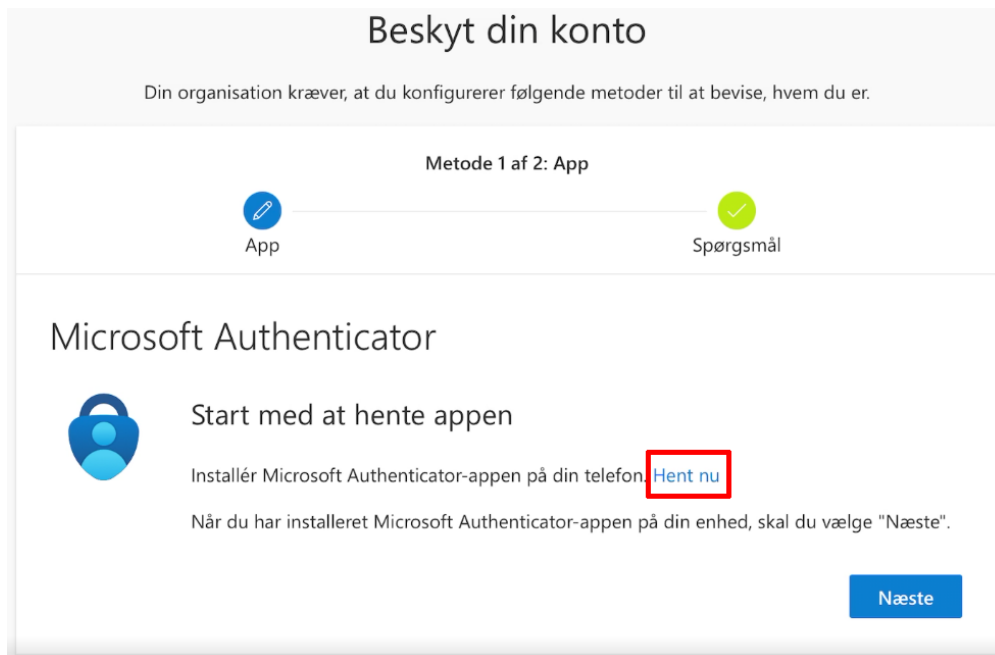 Beskyt din konto
Din organisation kræver, at du konfigurerer følgende metoder til at bevise, hvem du er.
Metode 1 af 2: App
App
Spørgsmål
Microsoft Authenticator
Start med at hente appen
Installér Microsoft Authenticator-appen på din telefon. Hent nu
Når du har installeret Microsoft Authenticator-appen på din enhed, skal du vælge "Næste".
Næste